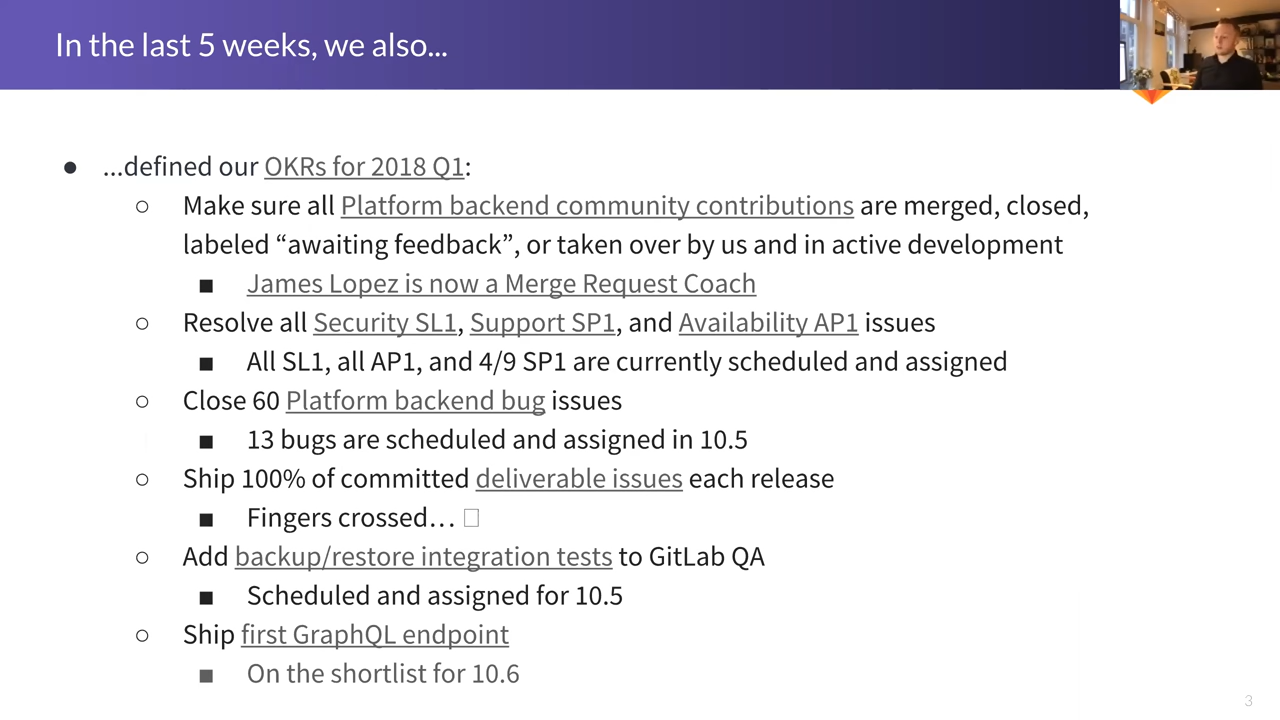 In the last 5 weeks, we also...
● ...defined our OKRs for 2018 Q1:
○ Make sure all Platform backend community contributions are merged, closed,
labeled “awaiting feedback”, or taken over by us and in active development
■ James Lopez is now a Merge Request Coach
○ Resolve all Security SL1, Support SP1, and Availability AP1 issues
■ All SL1, all AP1, and 4/9 SP1 are currently scheduled and assigned
○ Close 60 Platform backend bug issues
■ 13 bugs are scheduled and assigned in 10.5
○ Ship 100% of committed deliverable issues each release
■ Fingers crossed… □
○ Add backup/restore integration tests to GitLab QA
■ Scheduled and assigned for 10.5
○ Ship first GraphQL endpoint
■ On the shortlist for 10.6
3